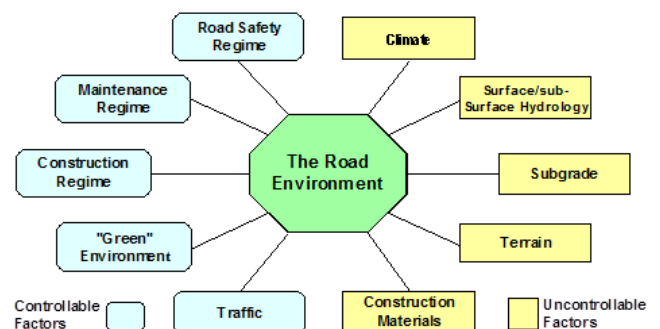 Road Safety
Regime
Climate
Maintenance
Regime
Surface/sub-
Surface Hydrology
The Road
Environment
Construction
Regime
Subgrade
"Green"
Environment
Terrain
Traffic
Construction
Materials
Controllable
Factors
Uncontrollable
Factors